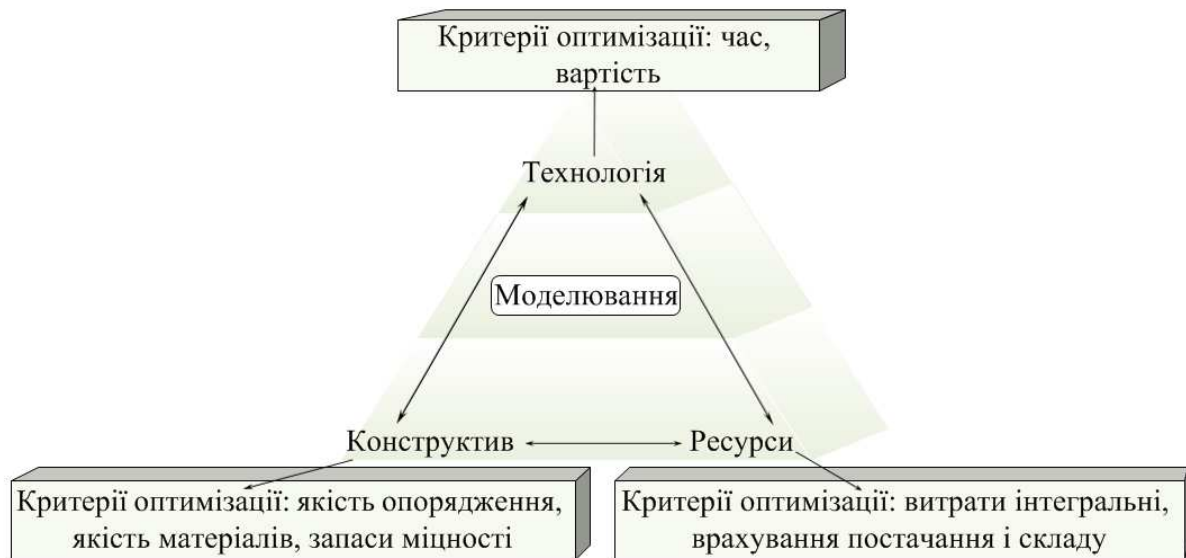 Критерії оптимізації: час,
вартість
Технологія
Моделювання
Конструктив
Ресурси
Критерії оптимізації: якість опорядження,
якість матеріалів, запаси міцності
Критерії оптимізації: витрати інтегральні,
врахування постачання і складу